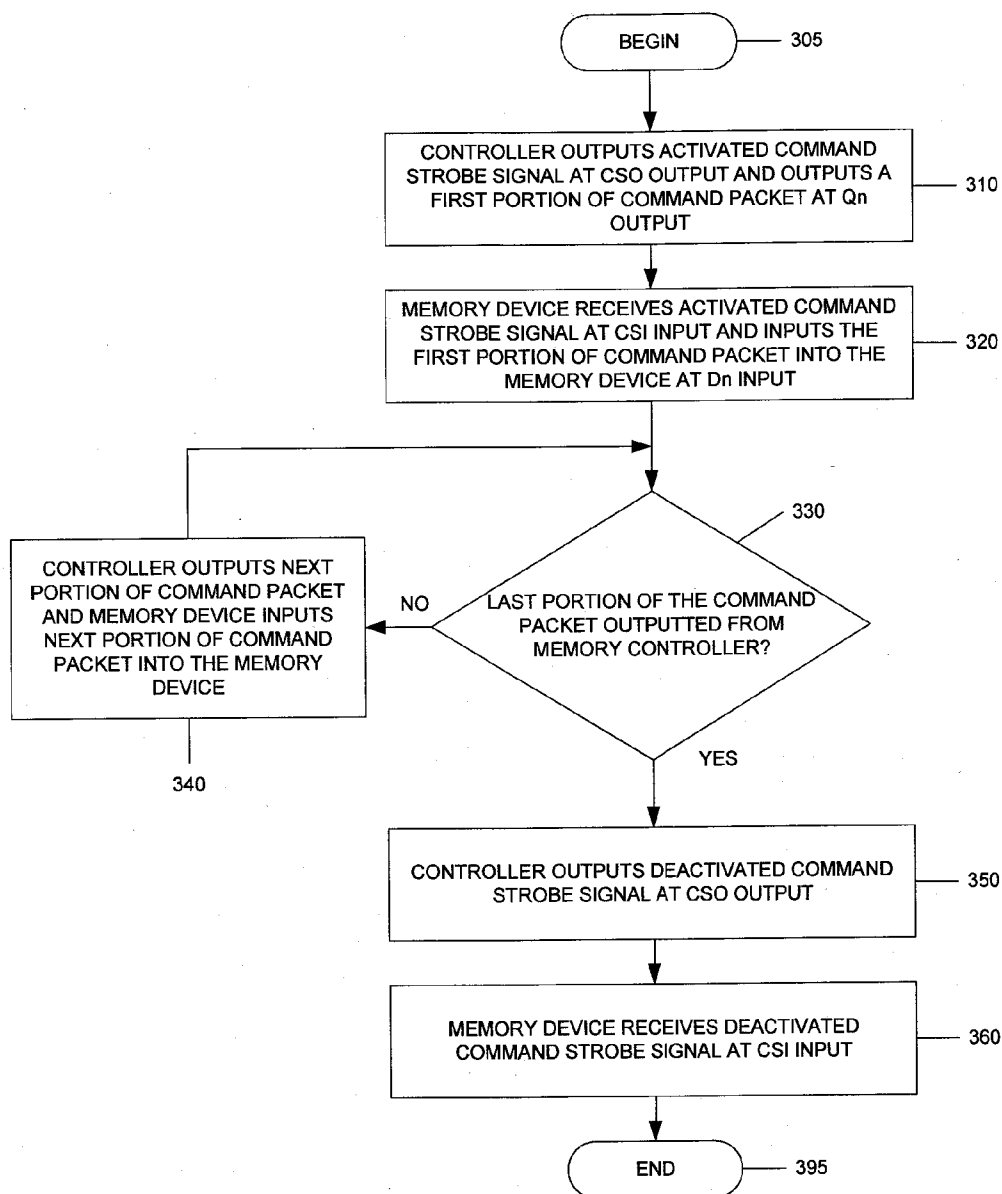 BEGIN
305
CONTROLLER OUTPUTS ACTIVATED COMMAND
STROBE SIGNAL AT CSO OUTPUT AND OUTPUTS A
FIRST PORTION OF COMMAND PACKET AT Qn
OUTPUT
310
MEMORY DEVICE RECEIVES ACTIVATED COMMAND
STROBE SIGNAL AT CSI INPUT AND INPUTS THE
FIRST PORTION OF COMMAND PACKET INTO THE
MEMORY DEVICE AT Dn INPUT
320
330
LAST PORTION OF THE COMMAND
PACKET OUTPUTTED FROM
MEMORY CONTROLLER?
NO
CONTROLLER OUTPUTS NEXT
PORTION OF COMMAND PACKET
AND MEMORY DEVICE INPUTS
NEXT PORTION OF COMMAND
PACKET INTO THE MEMORY
DEVICE
340
YES
CONTROLLER OUTPUTS DEACTIVATED COMMAND
STROBE SIGNAL AT CSO OUTPUT
350
MEMORY DEVICE RECEIVES DEACTIVATED
COMMAND STROBE SIGNAL AT CSI INPUT
360
END
395